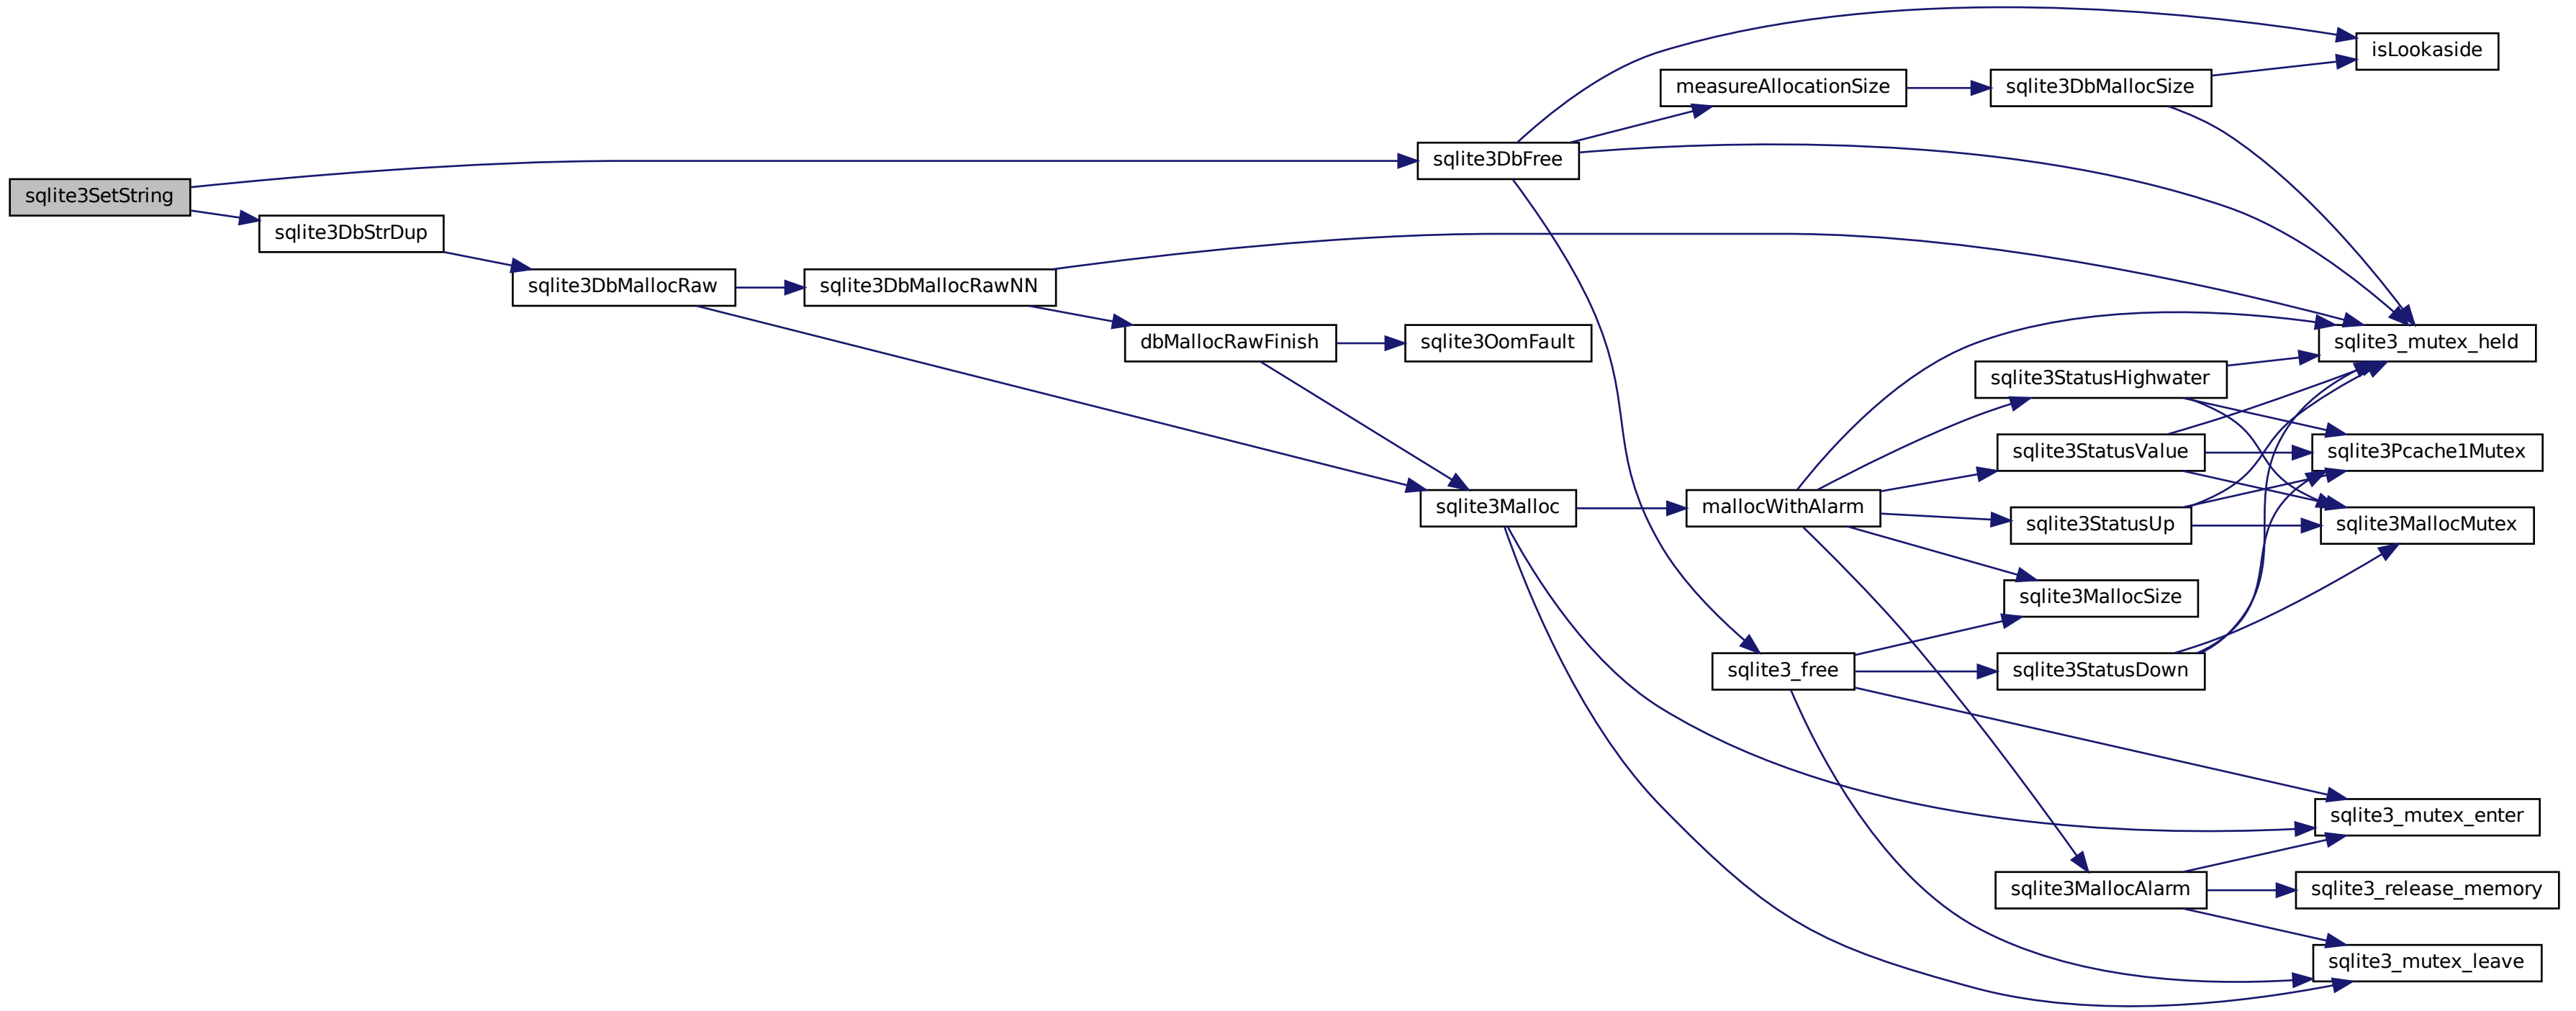 sqlite3SetString
sqlite3DbFree
sqlite3DbStrDup
sqlite3DbMallocRaw
sqlite3DbMallocRawNN
dbMallocRawFinish
sqlite3OomFault
sqlite3Malloc
measureAllocationSize
sqlite3DbMallocSize
isLookaside
sqlite3_mutex_held
mallocWithAlarm
sqlite3StatusHighwater
sqlite3StatusValue
sqlite3StatusUp
sqlite3MallocSize
sqlite3Pcache1Mutex
sqlite3MallocMutex
sqlite3_free
sqlite3StatusDown
sqlite3_mutex_enter
sqlite3MallocAlarm
sqlite3_release_memory
sqlite3_mutex_leave